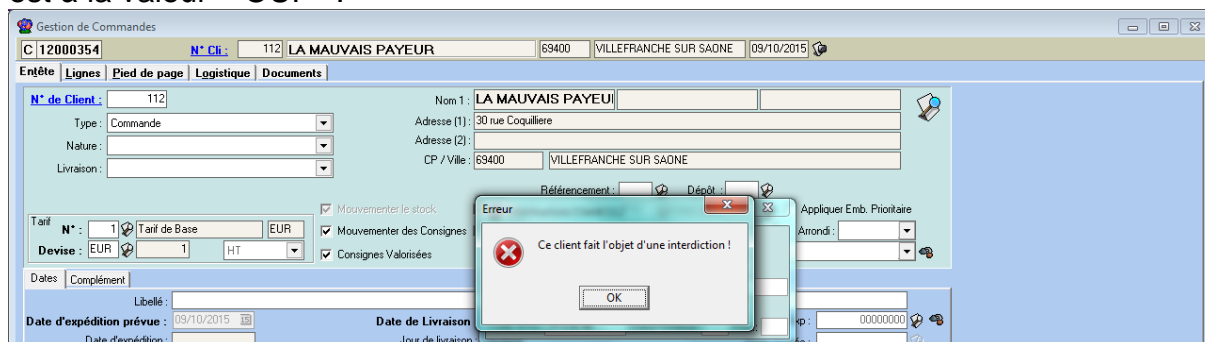 Gestion de Commandes
C 12000354 N° Cli : 112 LA MAUVAIS PAYEUR 69400 VILLEFRANCHE SUR SAONE 09/10/2015
Entête Lignes Pied de page Logistique Documents
N° de Client : 112 Nom 1 : LA MAUVAIS PAYEU
Type : Commande Adresse (1) : 30 rue Coquilliere
Nature : Adresse (2) :
Livraison : CP / Ville : 69400 VILLEFRANCHE SUR SAONE
Référencement : Dépôt :
Mouvementer le stock Erreur Appliquer Emb. Prioritaire
Tarif
N° : 1 Tarif de Base EUR Mouvementer des Consignes Arrondi :
Ce client fait l'objet d'une interdiction !
Devise : EUR 1 HT Consignes Valorisées
Dates Complément
OK
Libellé :
Date d'expédition prévue : 09/10/2015 15 Date de Livraison 00000000
Date d'expédition : Jour de livraison